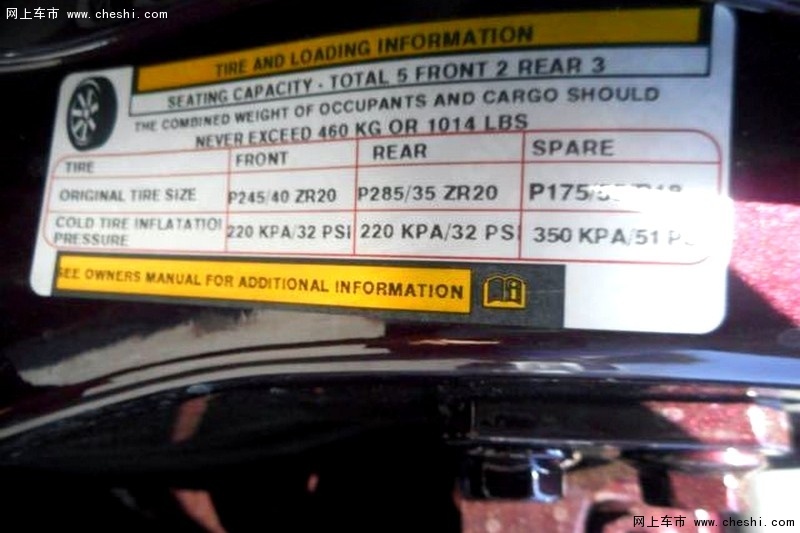 网上车市 www.cheshi.com
TIRE AND LOADING INFORMATION
SEATING CAPACITY - TOTAL 5 FRONT 2 REAR 3
THE COMBINED WEIGHT OF OCCUPANTS AND CARGO SHOULD
NEVER EXCEED 460 KG OR 1014 LBS
TIRE FRONT REAR SPARE
ORIGINAL TIRE SIZE P245/40 ZR20 P285/35 ZR20
COLD TIRE INFLATATION PRESSURE 220 KPA/32 PSI 220 KPA/32 PSI 350 KPA/51
SEE OWNERS MANUAL FOR ADDITIONAL INFORMATION
网上车市 www.cheshi.com